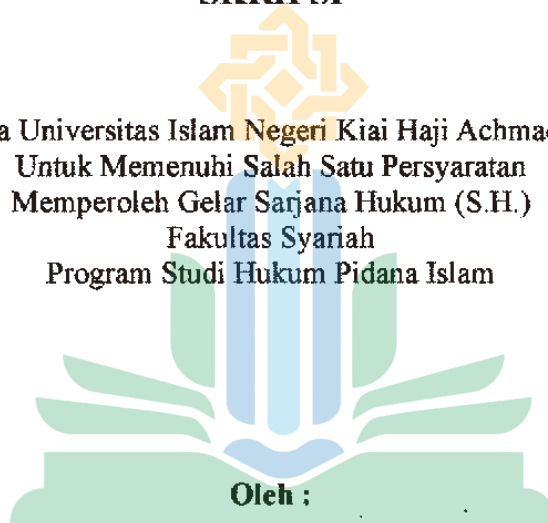 a Universitas Islam Negeri Kiai Haji
Untuk Memenuhi Salah Satu Persyaratan
Memperoleh Gelar Sarjana Hukum (S.H.)
Fakultas Syariah
Program Studi Hukum Pidana Islam
Oleh :